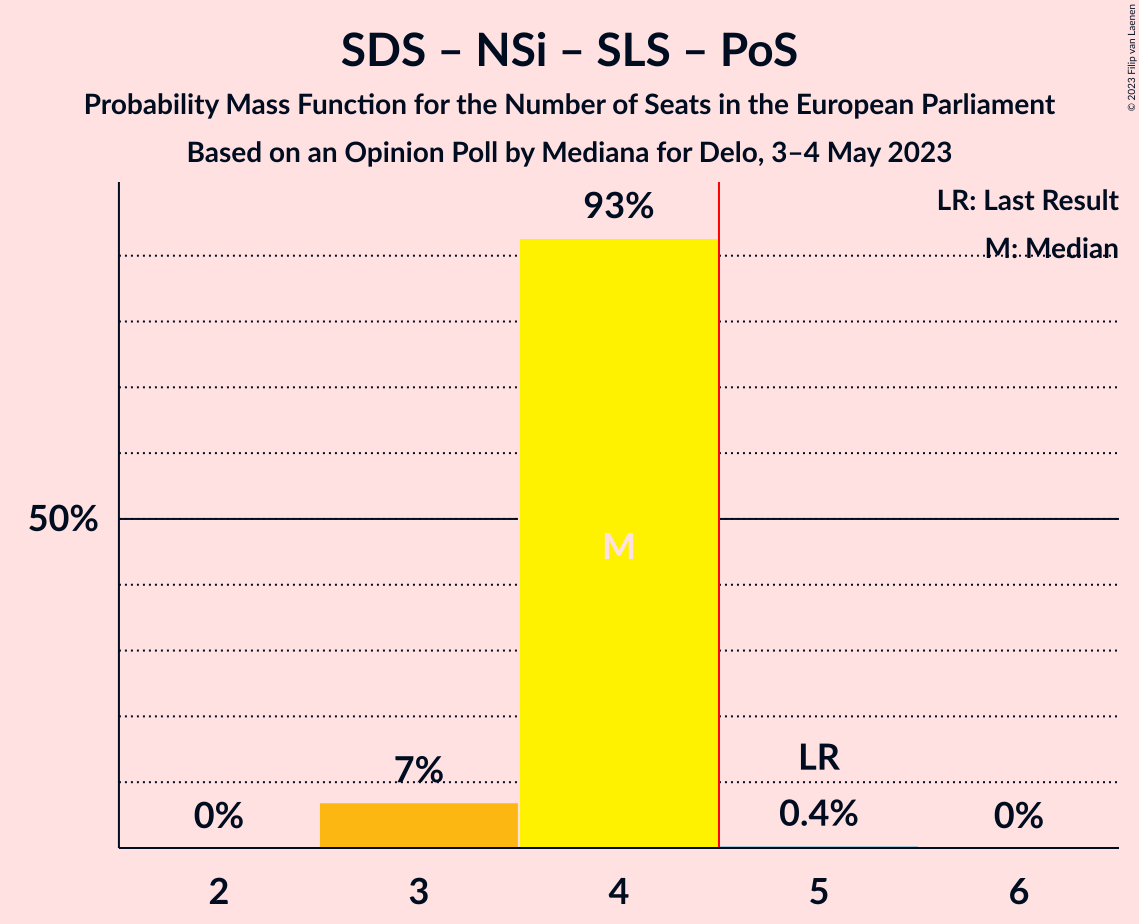 SDS – NSi – SLS – PoS
Probability Mass Function for the Number of Seats in the European Parliament
Based on an Opinion Poll by Mediana for Delo, 3–4 May 2023
© 2023 Filip van Laenen
LR: Last Result
M: Median
93%
50%
M
7%
LR
0%
0.4%
0%
2 3 4 5 6